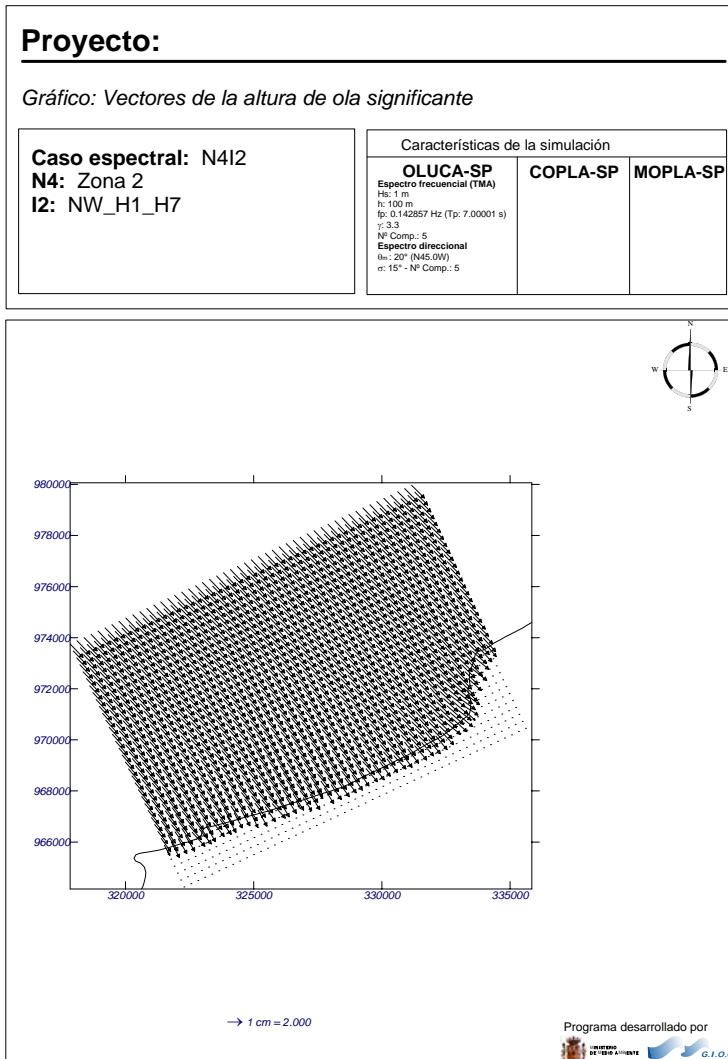 Proyecto:
Gráfico: Vectores de la altura de ola significante
Caso espectral: N4I2
N4: Zona 2
I2: NW_H1_H7
Características de la simulación
OLUCA-SP
Espectro frecuencial (TMA)
Hs: 1 m
h: 100 m
fp: 0.142857 Hz (Tp: 7.00001 s)
γ: 3.3
Nº Comp.: 5
Espectro direccional
θm: 20° (N45.0W)
σ: 15° - Nº Comp.: 5
COPLA-SP
MOPLA-SP
N
W
E
S
980000
978000
976000
974000
972000
970000
968000
966000
320000
325000
330000
335000
1 cm = 2.000
Programa desarrollado por
MINISTERIO
DE MEDIO AMBIENTE
G.I.O.